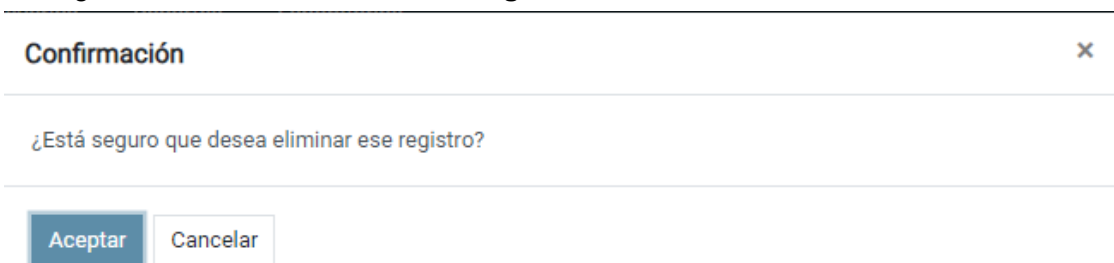 Confirmación ×
¿Está seguro que desea eliminar ese registro?
Aceptar Cancelar